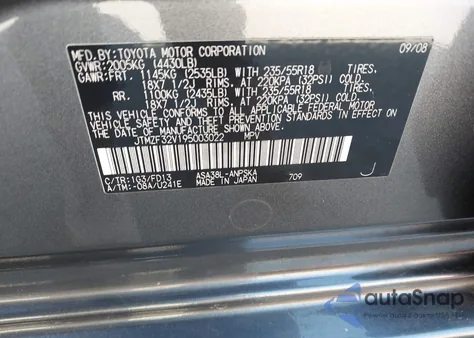 MFD.BY:TOYOTA MOTOR CORPORATION 09/08
GVWR:2005KG (4430LB)
GAWR:FRT. 1145KG (2535LB) WITH 235/55R18 TIRES,
18X7 1/2J RIMS, AT 220KPA (32PSI) COLD.
RR. 1100KG (2435LB) WITH 235/55R18 TIRES,
18X7 1/2J RIMS, AT 220KPA (32PSI) COLD.
THIS VEHICLE CONFORMS TO ALL APPLICABLE FEDERAL MOTOR
VEHICLE SAFETY AND THEFT PREVENTION STANDARDS IN EFFECT
ON THE DATE OF MANUFACTURE SHOWN ABOVE.
JTMZF32V195003022 MPV
C/TR:1G3/FD13 ASA38L-ANPSKA J
A/TM:-08A/U241E MADE IN JAPAN 709
autoSnap